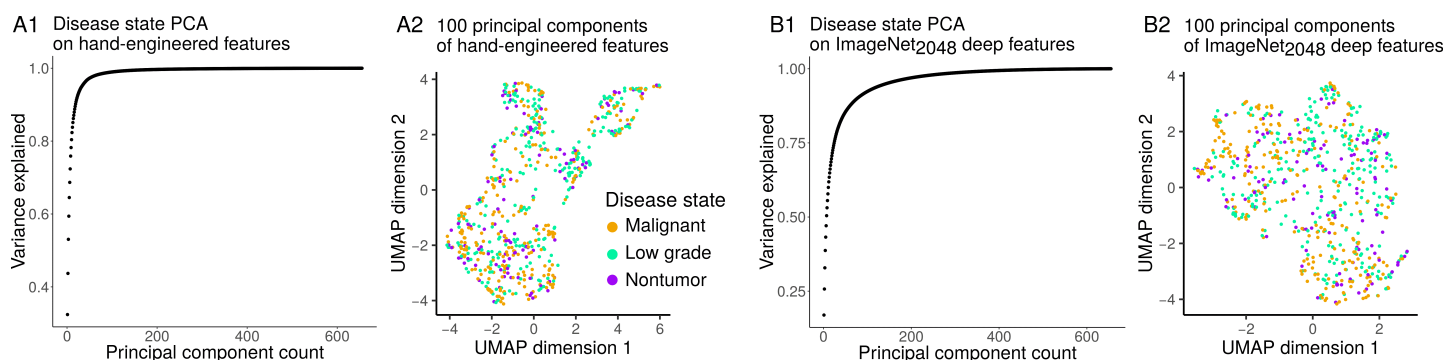 A1 Disease state PCA
on hand-engineered features
Variance explained
1.0
0.8
0.6
0.4
0 200 400 600
Principal component count
A2 100 principal components
of hand-engineered features
UMAP dimension 2
4
2
0
−2
−4
−4 −2 0 2 4 6
UMAP dimension 1
Disease state
Malignant
Low grade
Nontumor
B1 Disease state PCA
on ImageNet2048 deep features
Variance explained
1.00
0.75
0.50
0.25
0 200 400 600
Principal component count
B2 100 principal components
of ImageNet2048 deep features
UMAP dimension 2
4
2
0
−2
−4
−2 0 2
UMAP dimension 1